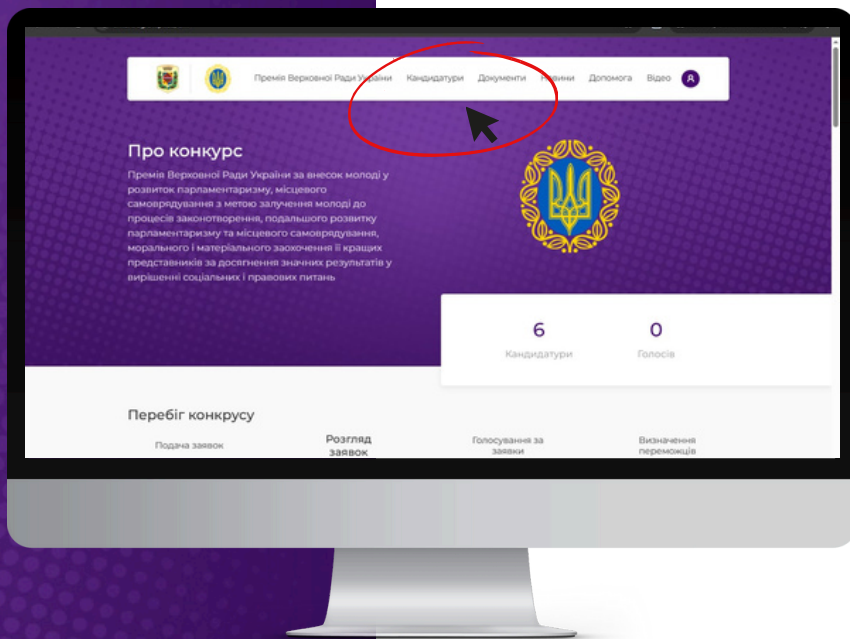 Премія Верховної Ради України Кандидатури Документи Новини Допомога Відео
Про конкурс
Премія Верховної Ради України за внесок молоді у
розвиток парламентаризму, місцевого
самоврядування з метою залучення молоді до
процесів законотворення, подальшого розвитку
парламентаризму та місцевого самоврядування,
морального і матеріального заохочення її кращих
представників за досягнення значних результатів у
вирішенні соціальних і правових питань
6 0
Кандидатури Голосів
Перебіг конкрусу
Подача заявок Розгляд Голосування за Визначення
заявок заявки переможців